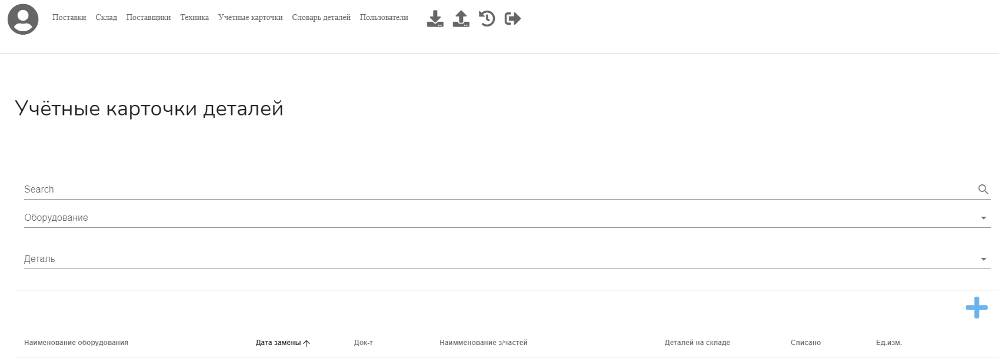 Поставки Склад Поставщики Техника Учётные карточки Словарь деталей Пользователи
Учётные карточки деталей
Search
Оборудование
Деталь
Наименование оборудования Дата замены Док-т Наимменование з/частей Деталей на складе Списано Ед.изм.